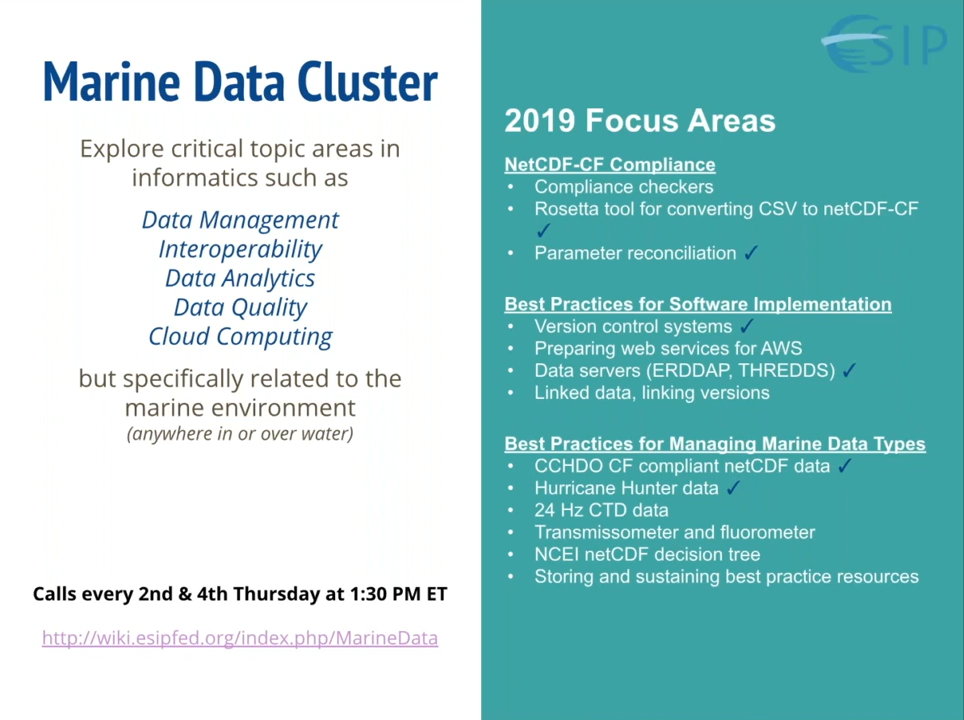 Marine Data Cluster
Explore critical topic areas in
informatics such as
Data Management
Interoperability
Data Analytics
Data Quality
Cloud Computing
but specifically related to the
marine environment
(anywhere in or over water)
Calls every 2nd & 4th Thursday at 1:30 PM ET
http://wiki.esipfed.org/index.php/MarineData
ESIP
2019 Focus Areas
NetCDF-CF Compliance
• Compliance checkers
• Rosetta tool for converting CSV to netCDF-CF
✓
• Parameter reconciliation ✓
Best Practices for Software Implementation
• Version control systems ✓
• Preparing web services for AWS
• Data servers (ERDDAP, THREDDS) ✓
• Linked data, linking versions
Best Practices for Managing Marine Data Types
• CCHDO CF compliant netCDF data ✓
• Hurricane Hunter data ✓
• 24 Hz CTD data
• Transmissometer and fluorometer
• NCEI netCDF decision tree
• Storing and sustaining best practice resources